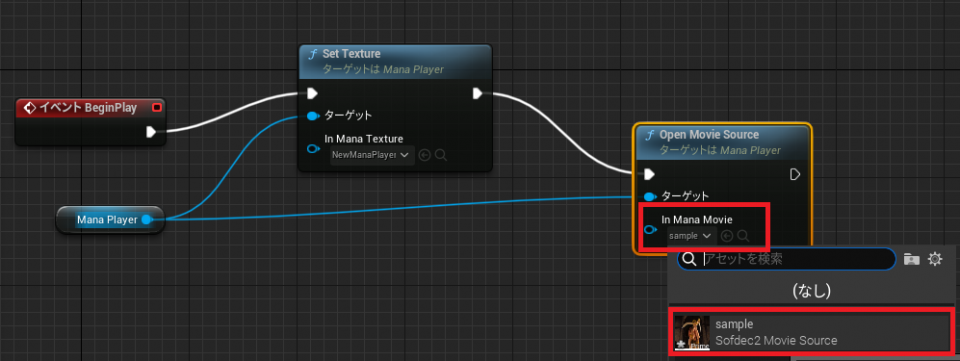 Set Texture
ターゲットは Mana Player
イベント BeginPlay
ターゲット
In Mana Texture
NewManaPlayer
Mana Player
Open Movie Source
ターゲットは Mana Player
ターゲット
In Mana Movie
sample
アセットを検索
(なし)
sample
Sofdec2 Movie Source